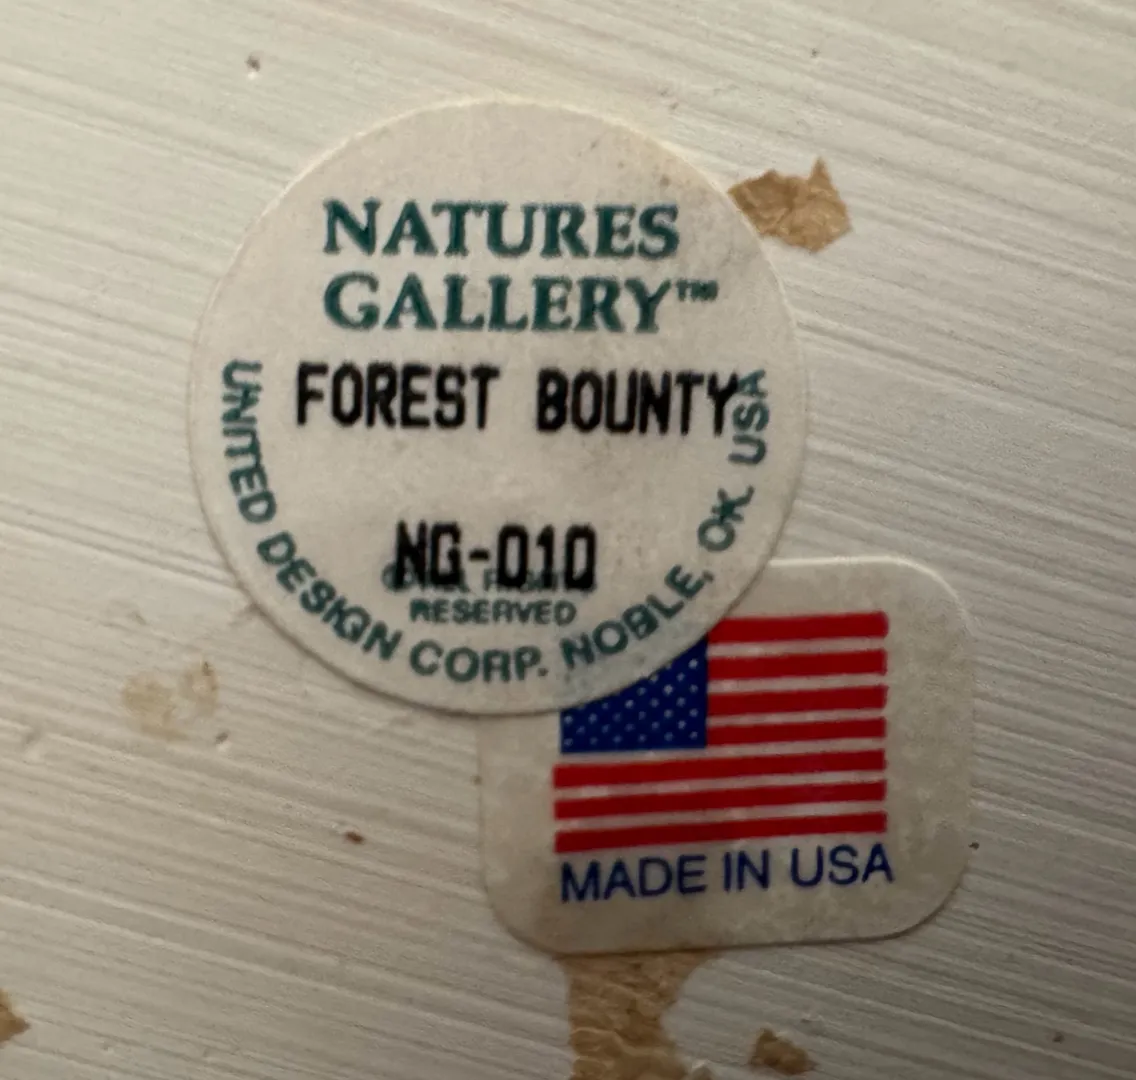 NATURES
GALLERY™
FOREST BOUNTY
NG-010
RESERVED
UNITED DESIGN CORP. NOBLE, OK. USA
MADE IN USA